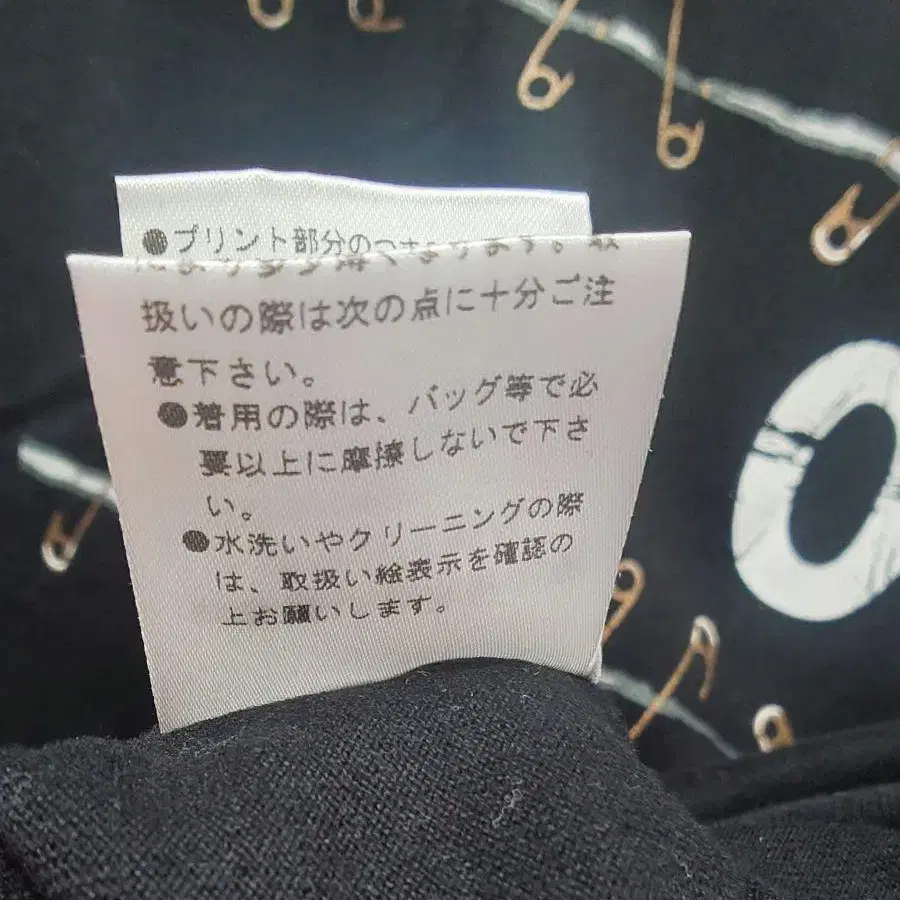 ●プリント部分の
扱いの際は次の点に十分ご注
意下さい。
●着用の際は、バッグ等で必
要以上に摩擦しないで下さ
い。
●水洗いやクリーニングの際
は、取扱い絵表示を確認の
上お願いします。